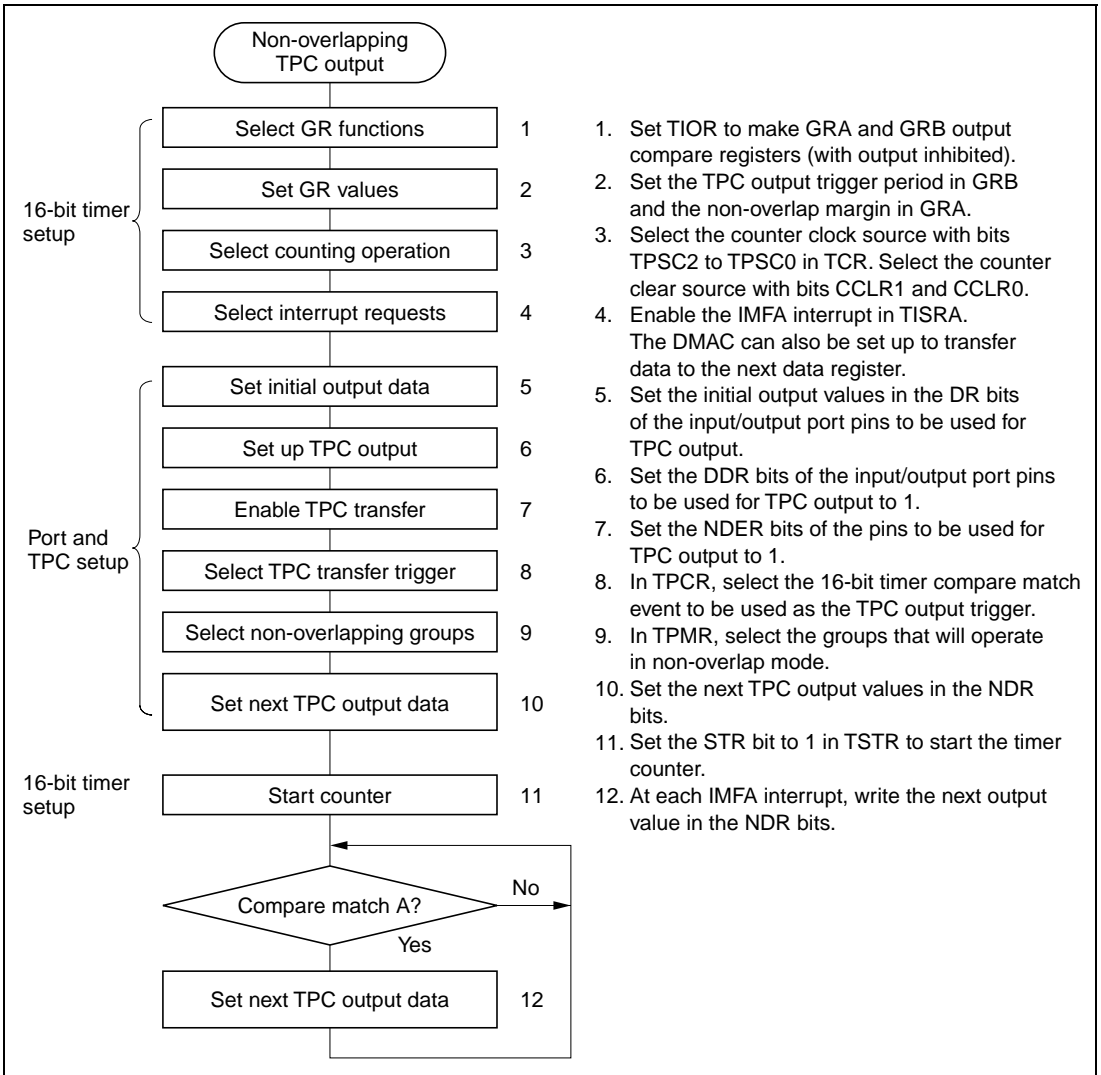 Non-overlapping
TPC output
16-bit timer
setup
Select GR functions 1
Set GR values 2
Select counting operation 3
Select interrupt requests 4
Port and
TPC setup
Set initial output data 5
Set up TPC output 6
Enable TPC transfer 7
Select TPC transfer trigger 8
Select non-overlapping groups 9
Set next TPC output data 10
16-bit timer
setup
Start counter 11
Compare match A?
No
Yes
Set next TPC output data 12
1. Set TIOR to make GRA and GRB output
compare registers (with output inhibited).
2. Set the TPC output trigger period in GRB
and the non-overlap margin in GRA.
3. Select the counter clock source with bits
TPSC2 to TPSC0 in TCR. Select the counter
clear source with bits CCLR1 and CCLR0.
4. Enable the IMFA interrupt in TISRA.
The DMAC can also be set up to transfer
data to the next data register.
5. Set the initial output values in the DR bits
of the input/output port pins to be used for
TPC output.
6. Set the DDR bits of the input/output port pins
to be used for TPC output to 1.
7. Set the NDER bits of the pins to be used for
TPC output to 1.
8. In TPCR, select the 16-bit timer compare match
event to be used as the TPC output trigger.
9. In TPMR, select the groups that will operate
in non-overlap mode.
10. Set the next TPC output values in the NDR
bits.
11. Set the STR bit to 1 in TSTR to start the timer
counter.
12. At each IMFA interrupt, write the next output
value in the NDR bits.